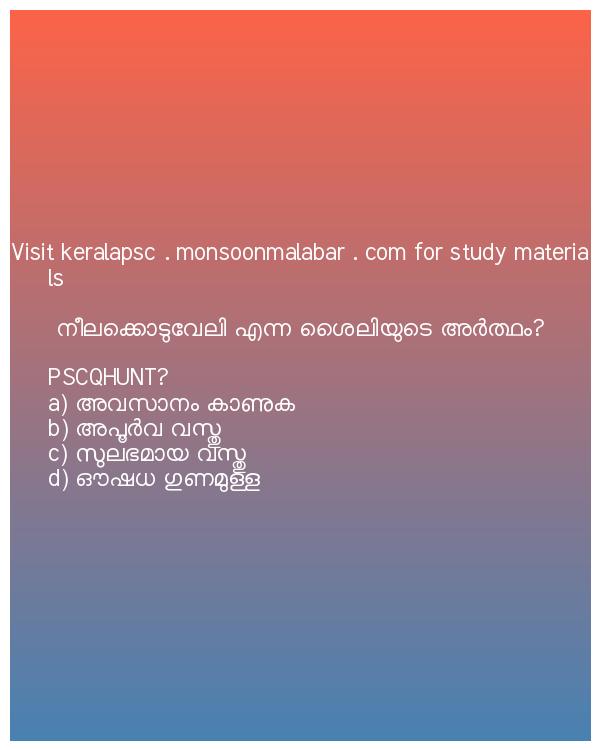 Visit keralapsc . monsoonmalabar . com for study materia
ls
നീലക്കൊടുവേലി എന്ന ശൈലിയുടെ അർത്ഥം?
PSCQHUNT?
a) അവസാനം കാണുക
b) അപൂർവ വസ്തു
c) സുലഭമായ വസ്തു
d) ഔഷധ ഗുണമുള്ള